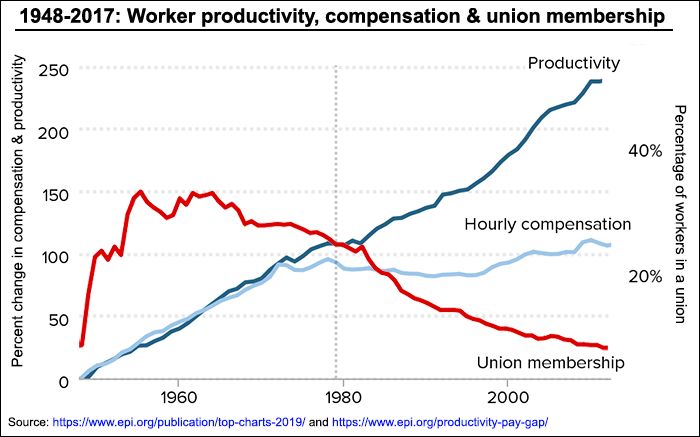 1948-2017: Worker productivity, compensation & union membership
Percent change in compensation & productivity
250
200
150
100
50
0
Productivity
Hourly compensation
Union membership
40%
20%
Percentage of workers in a union
1960
1980
2000
Source: https://www.epi.org/publication/top-charts-2019/ and https://www.epi.org/productivity-pay-gap/